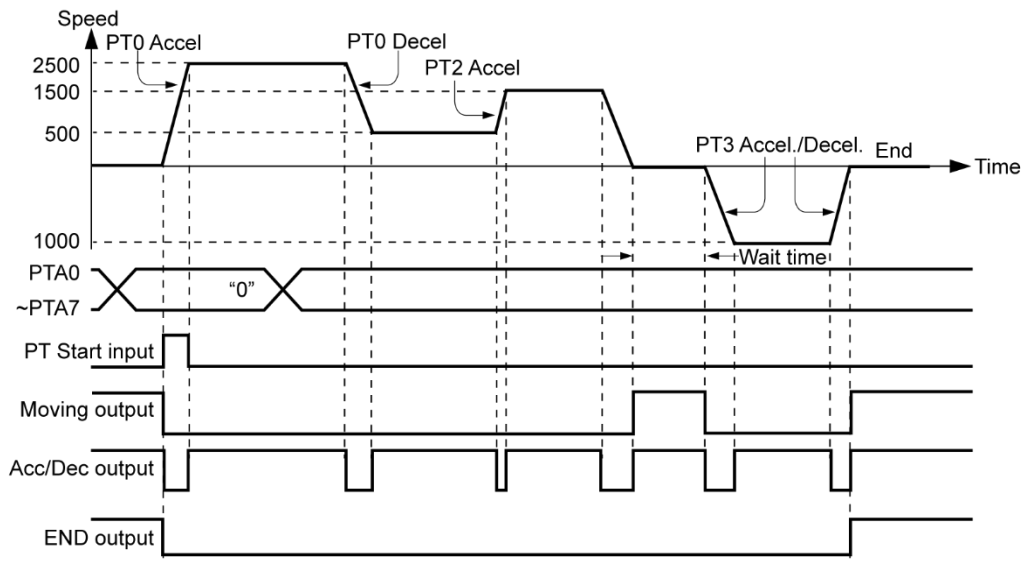 Speed
PT0 Accel
PT0 Decel
PT2 Accel
2500
1500
500
PT3 Accel./Decel.
End
Time
1000
Wait time
PTA0
~PTA7
“0”
PT Start input
Moving output
Acc/Dec output
END output